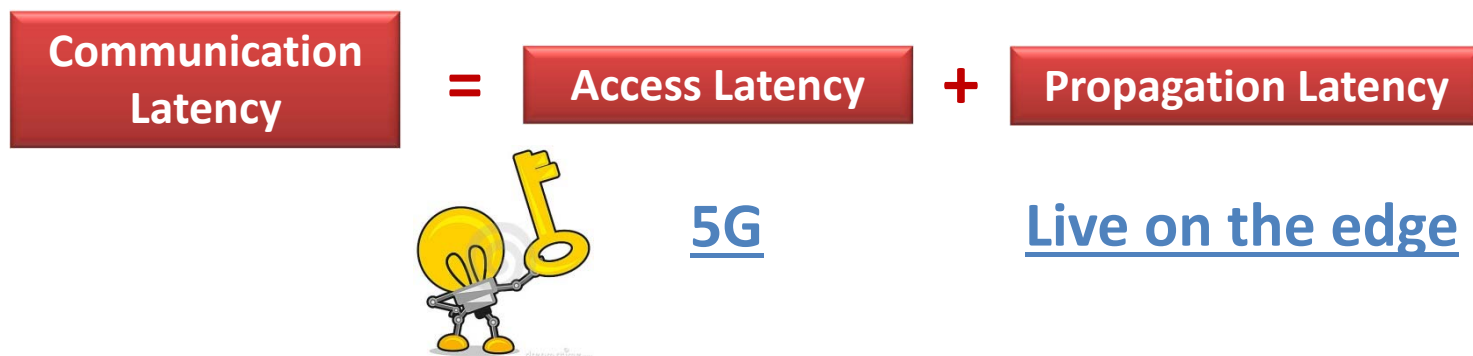 Communication
Latency
=
Access Latency
+
Propagation Latency
5G
Live on the edge